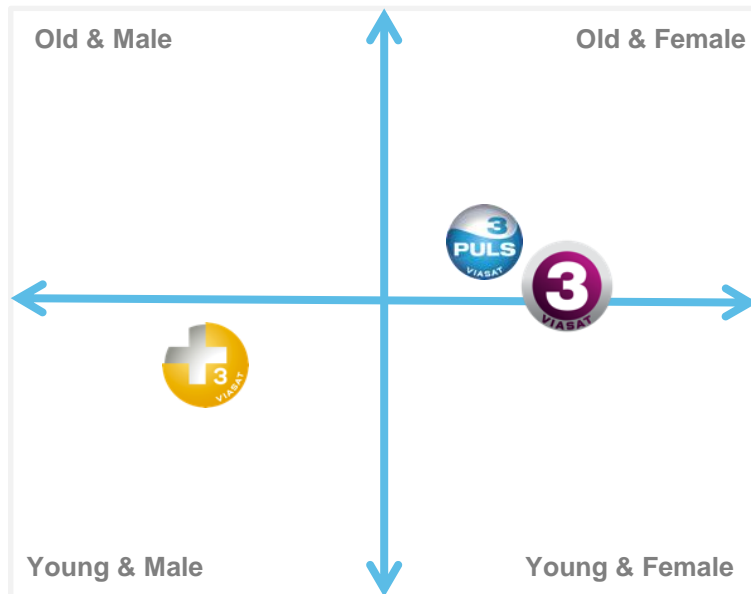 Old & Male
Old & Female
3
PULS
VIASAT
3
VIASAT
3
VIASAT
Young & Male
Young & Female